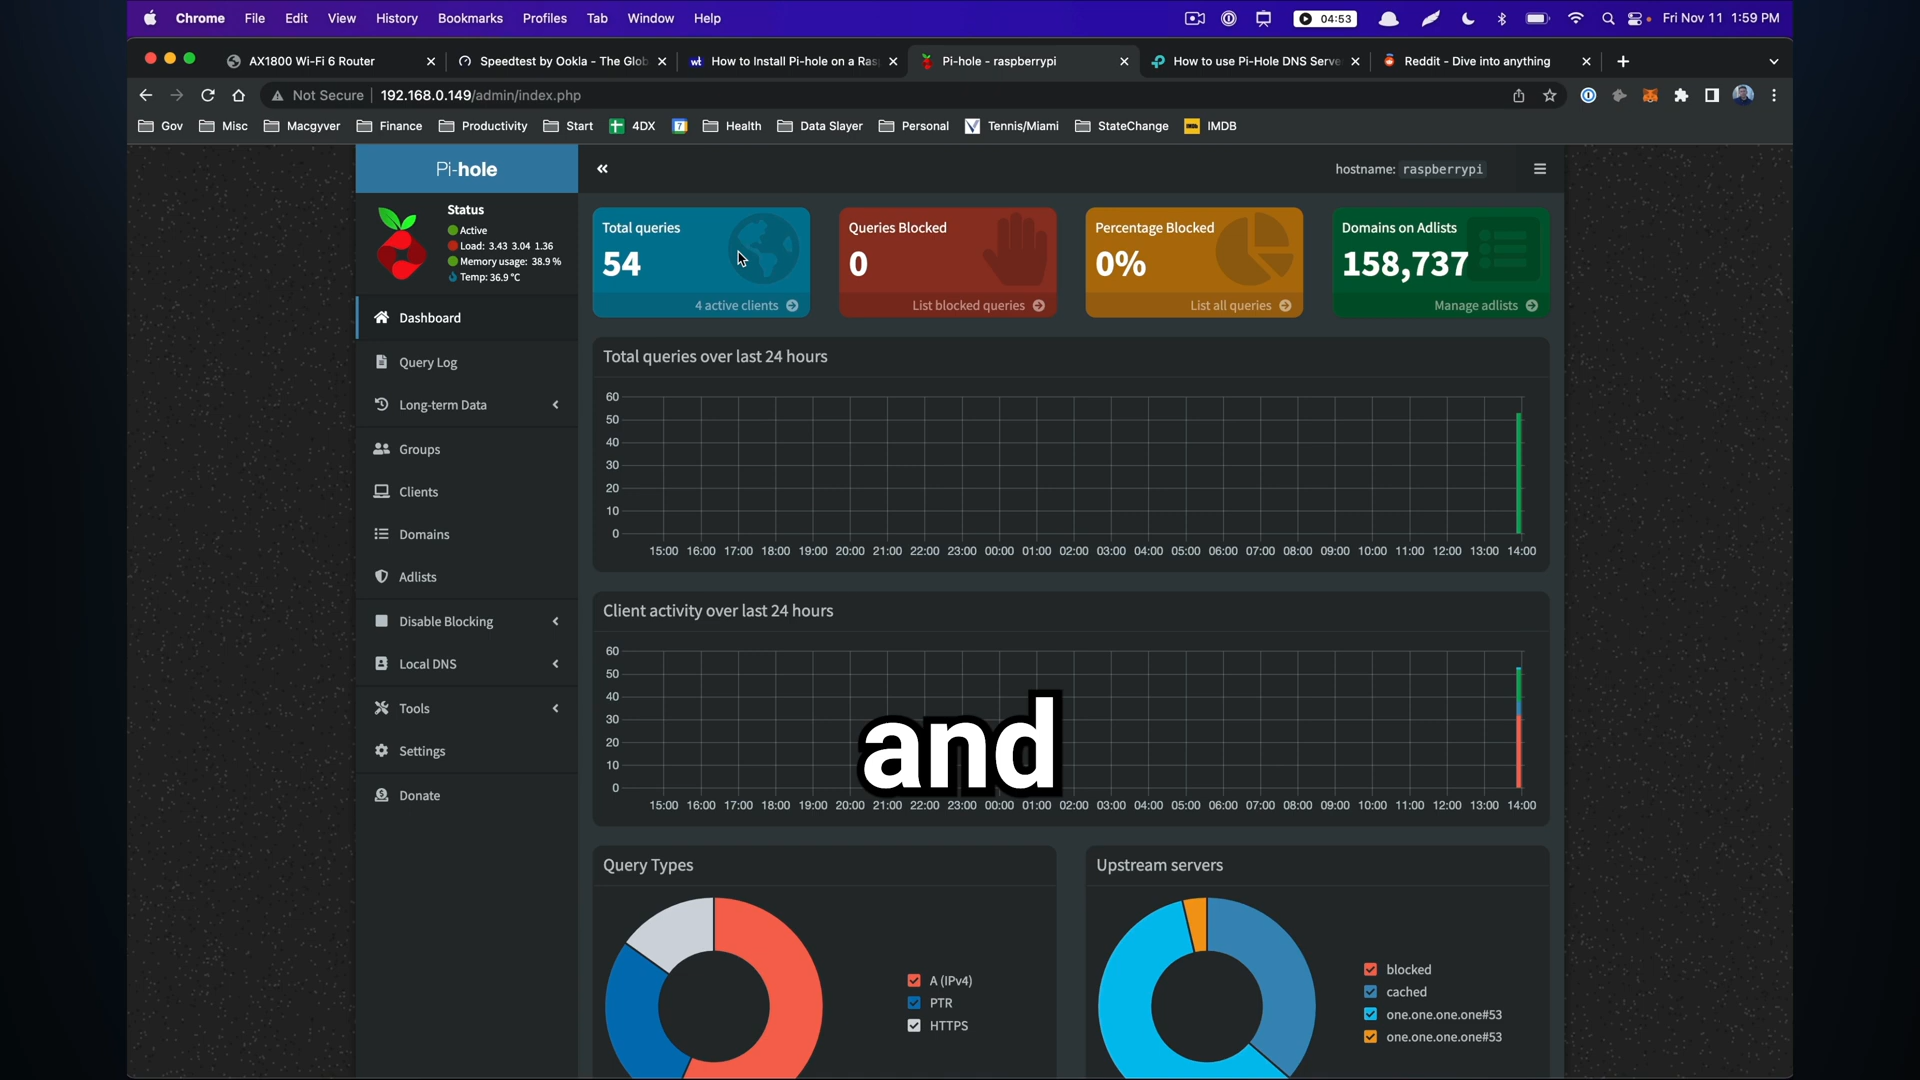 Chrome File Edit View History Bookmarks Profiles Tab Window Help 04:53 Fri Nov 11 1:59 PM
AX1800 Wi-Fi 6 Router Speedtest by Ookla - The Glob How to Install Pi-hole on a Ras Pi-hole - raspberrypi How to use Pi-Hole DNS Serve Reddit - Dive into anything
Not Secure 192.168.0.149/admin/index.php
Gov Misc Macgyver Finance Productivity Start 4DX 7 Health Data Slayer Personal Tennis/Miami StateChange IMDB
Pi-hole
hostname: raspberrypi
Status
Active
Load: 3.43 3.04 1.36
Memory usage: 38.9 %
Temp: 36.9 °C
Total queries
54
4 active clients
Queries Blocked
0
List blocked queries
Percentage Blocked
0%
List all queries
Domains on Adlists
158,737
Manage adlists
Dashboard
Query Log
Long-term Data
Groups
Clients
Domains
Adlists
Disable Blocking
Local DNS
Tools
Settings
Donate
Total queries over last 24 hours
60
50
40
30
20
10
0
15:00 16:00 17:00 18:00 19:00 20:00 21:00 22:00 23:00 00:00 01:00 02:00 03:00 04:00 05:00 06:00 07:00 08:00 09:00 10:00 11:00 12:00 13:00 14:00
Client activity over last 24 hours
60
50
40
30
20
10
0
15:00 16:00 17:00 18:00 19:00 20:00 21:00 22:00 23:00 00:00 01:00 02:00 03:00 04:00 05:00 06:00 07:00 08:00 09:00 10:00 11:00 12:00 13:00 14:00
and
Query Types
A (IPv4)
PTR
HTTPS
Upstream servers
blocked
cached
one.one.one.one#53
one.one.one.one#53